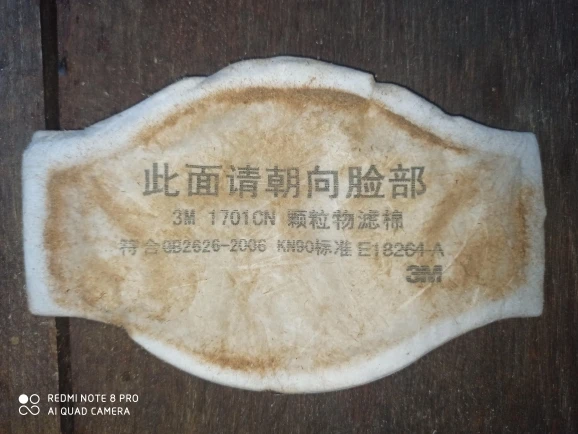 此面请朝向脸部
3M 1701CN 颗粒物滤棉
符合GB2626-2006 KN90标准 E18264-A
3M
REDMI NOTE 8 PRO
AI QUAD CAMERA